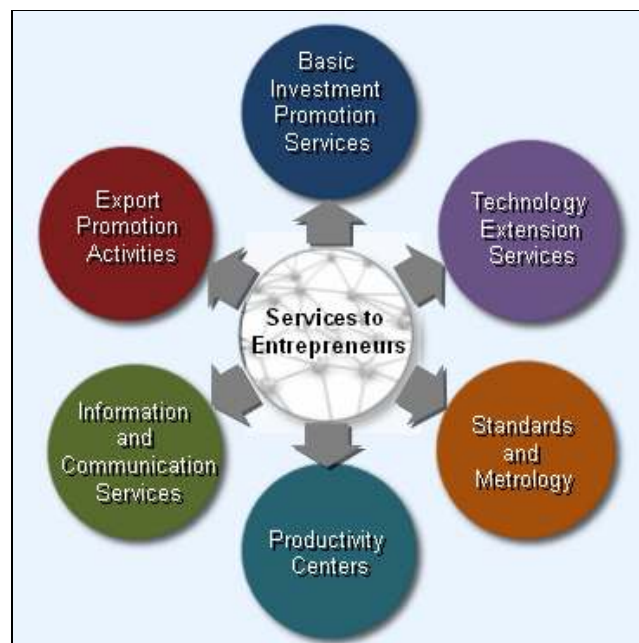 Basic
Investment
Promotion
Services
Technology
Extension
Services
Standards
and
Metrology
Productivity
Centers
Information
and
Communication
Services
Export
Promotion
Activities
Services to
Entrepreneurs